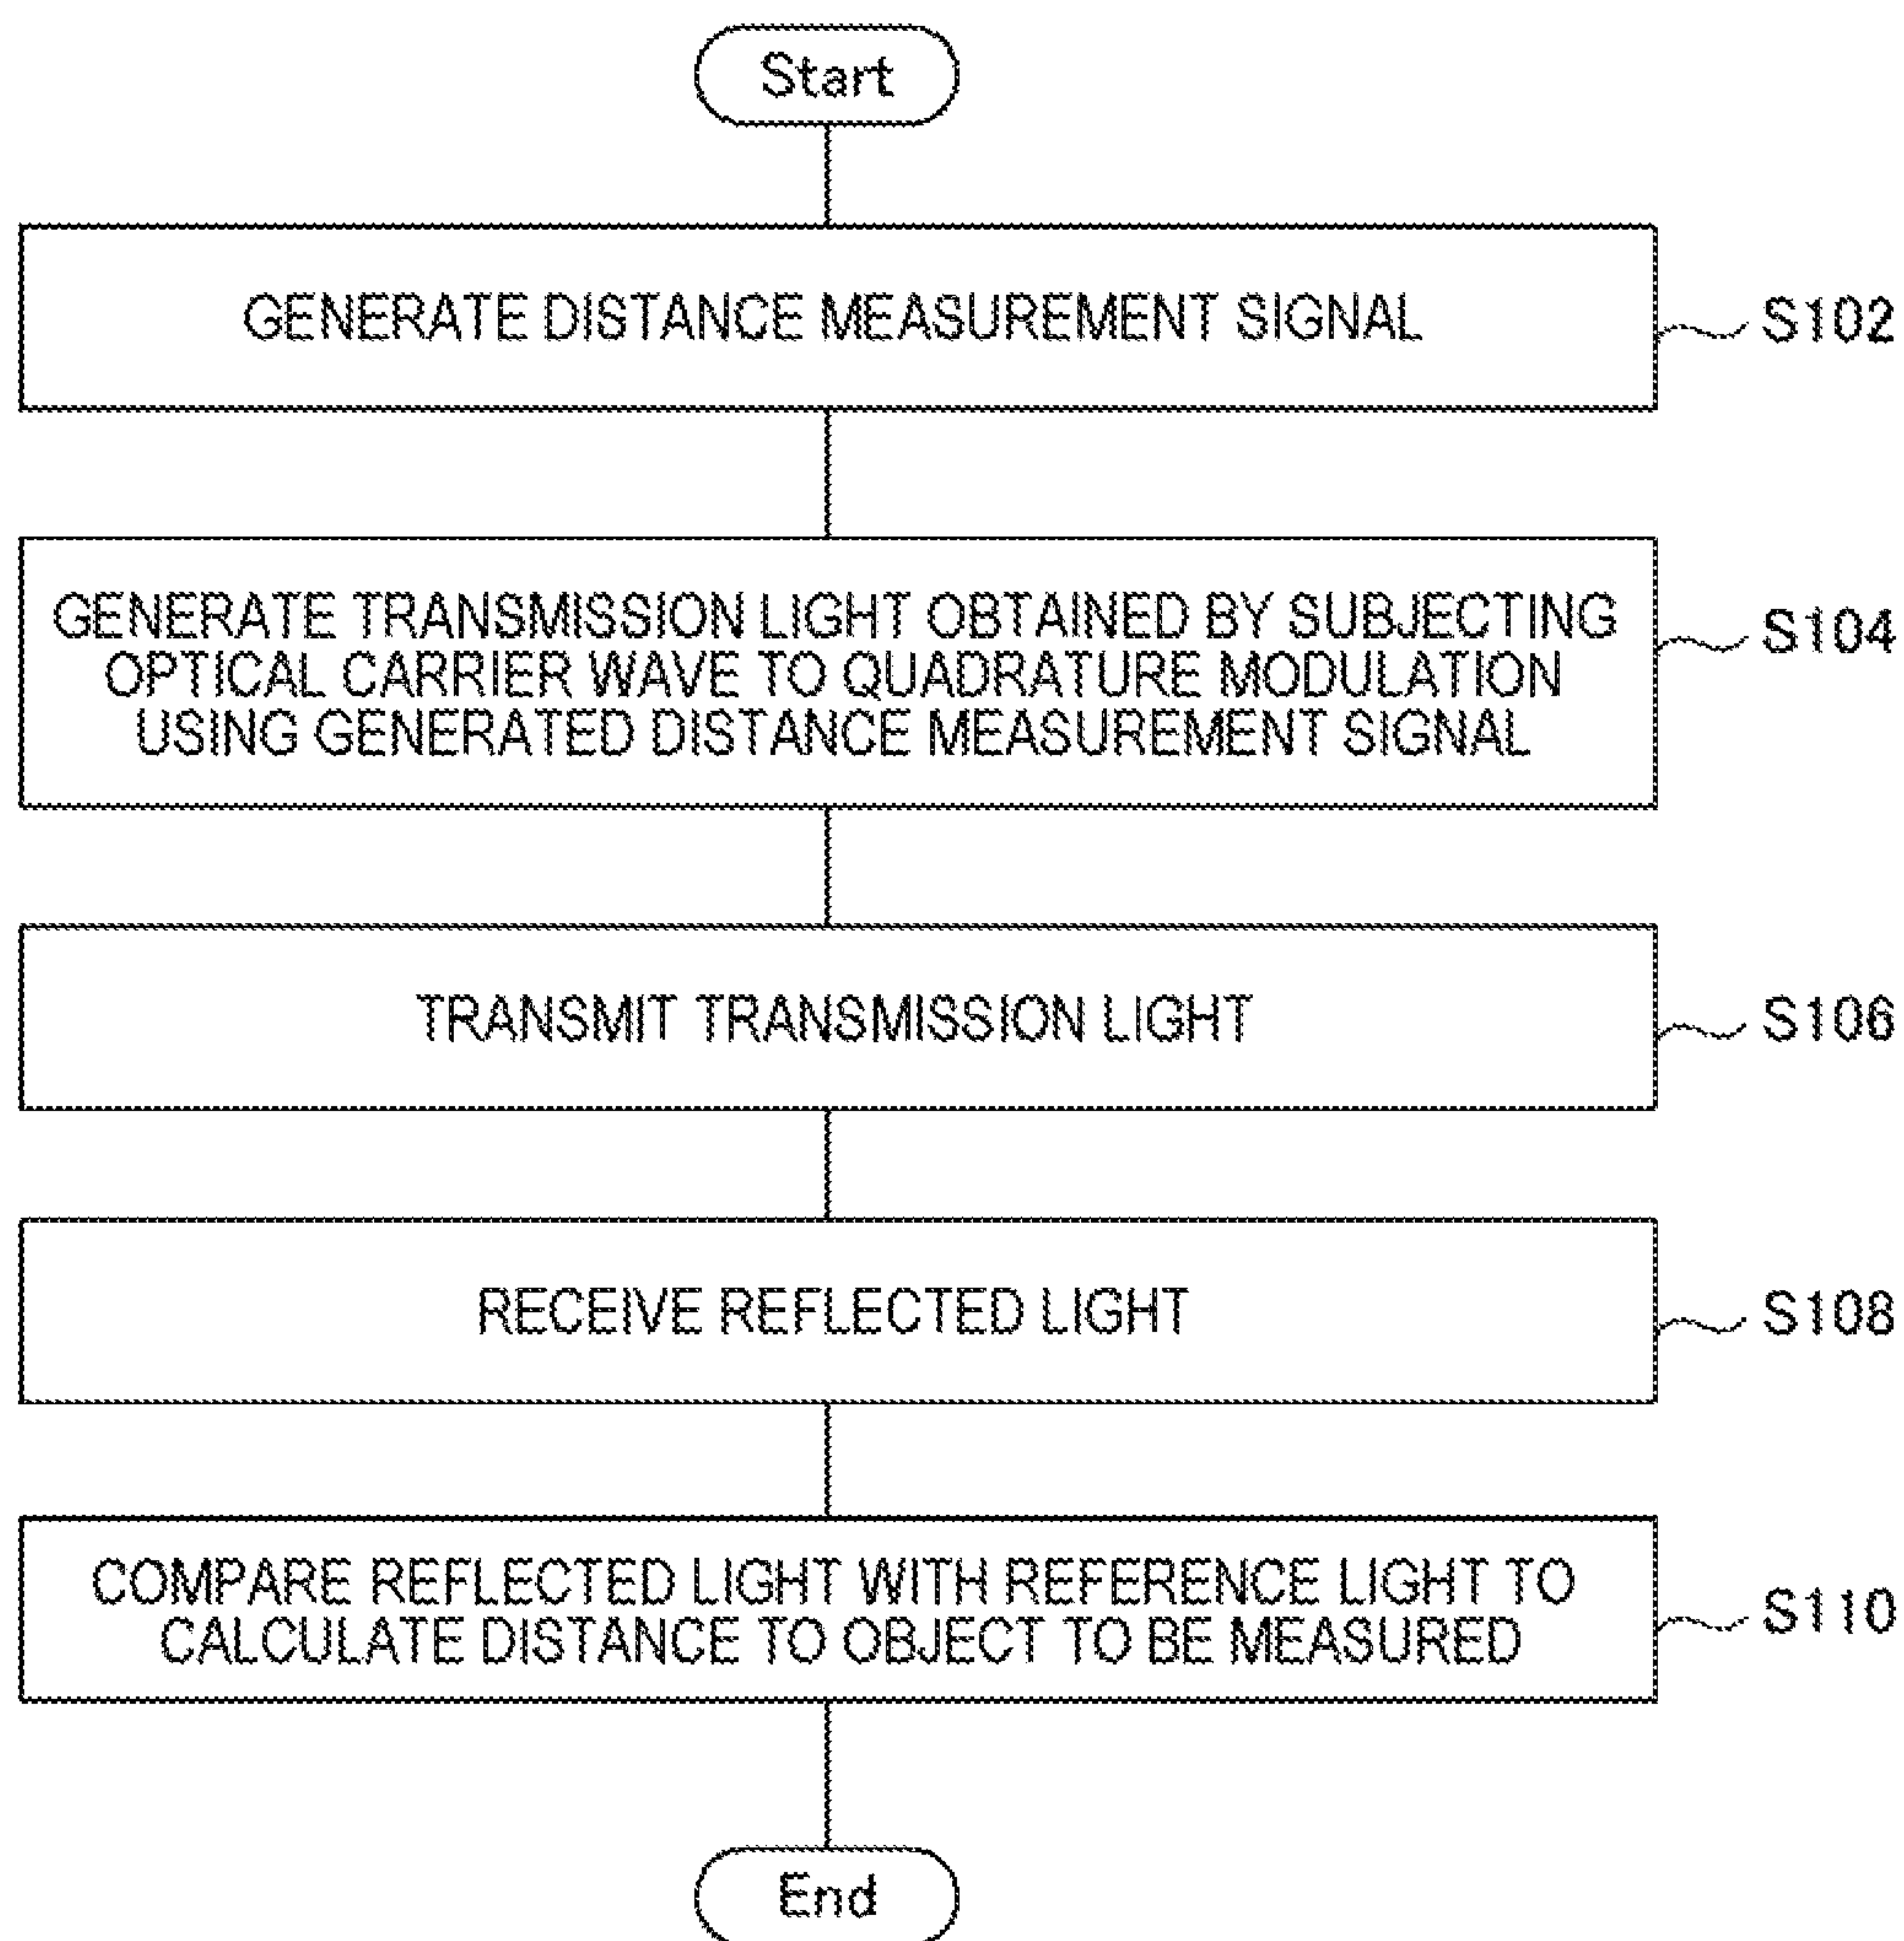 Start
GENERATE DISTANCE MEASUREMENT SIGNAL
S102
GENERATE TRANSMISSION LIGHT OBTAINED BY SUBJECTING
OPTICAL CARRIER WAVE TO QUADRATURE MODULATION
USING GENERATED DISTANCE MEASUREMENT SIGNAL
S104
TRANSMIT TRANSMISSION LIGHT
S106
RECEIVE REFLECTED LIGHT
S108
COMPARE REFLECTED LIGHT WITH REFERENCE LIGHT TO
CALCULATE DISTANCE TO OBJECT TO BE MEASURED
S110
End